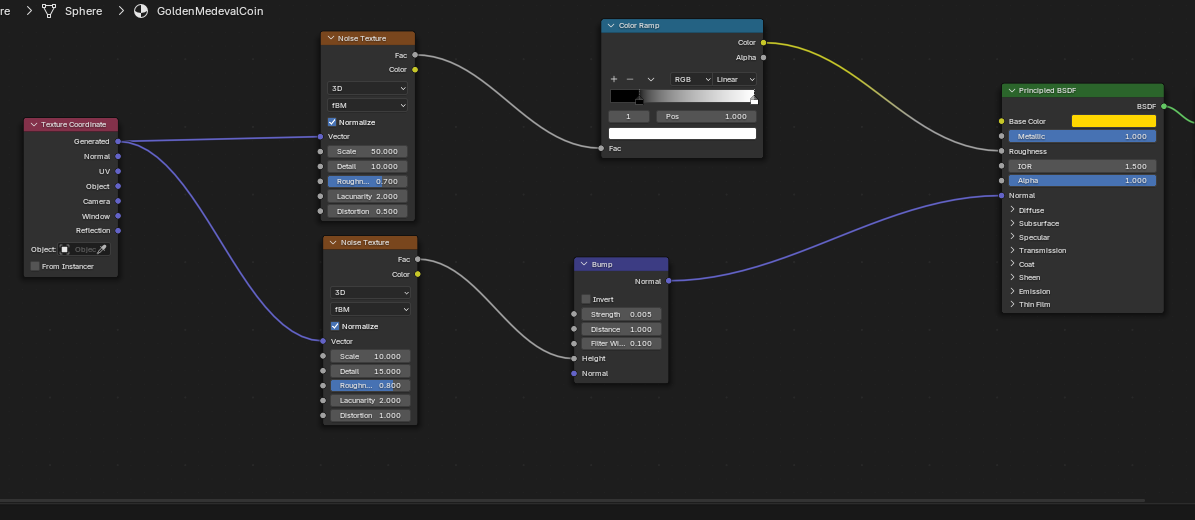 re > Sphere > GoldenMedevalCoin
Texture Coordinate
Generated
Normal
UV
Object
Camera
Window
Reflection
Object: Objec
From Instancer
Noise Texture
Fac
Color
3D
fBM
Normalize
Vector
Scale 50.000
Detail 10.000
Roughn... 0.700
Lacunarity 2.000
Distortion 0.500
Noise Texture
Fac
Color
3D
fBM
Normalize
Vector
Scale 10.000
Detail 15.000
Roughn... 0.800
Lacunarity 2.000
Distortion 1.000
Color Ramp
Color
Alpha
RGB Linear
1 Pos 1.000
Fac
Bump
Normal
Invert
Strength 0.005
Distance 1.000
Filter Wi... 0.100
Height
Normal
Principled BSDF
BSDF
Base Color
Metallic 1.000
Roughness
IOR 1.500
Alpha 1.000
Normal
Diffuse
Subsurface
Specular
Transmission
Coat
Sheen
Emission
Thin Film